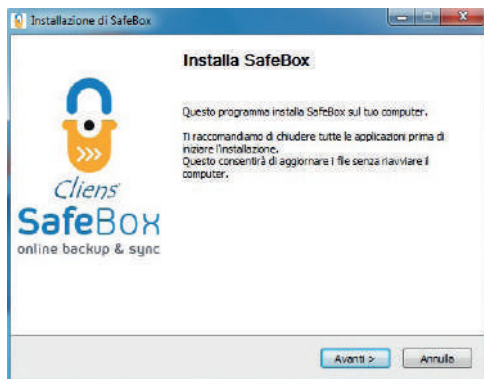 Installazione di SafeBox
Installa SafeBox
Questo programma installa SafeBox sul tuo computer.
Ti raccomandiamo di chiudere tutte le applicazioni prima di
iniziare l'installazione.
Questo consentirà di aggiornare i file senza riavviare il
computer.
Cliens
SafeBox
online backup & sync
Avanti >
Annulla